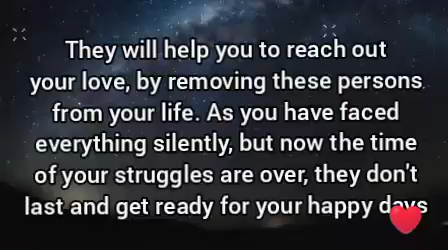 They will help you to reach out
your love, by removing these persons
from your life. As you have faced
everything silently, but now the time
of your struggles are over, they don't
last and get ready for your happy days